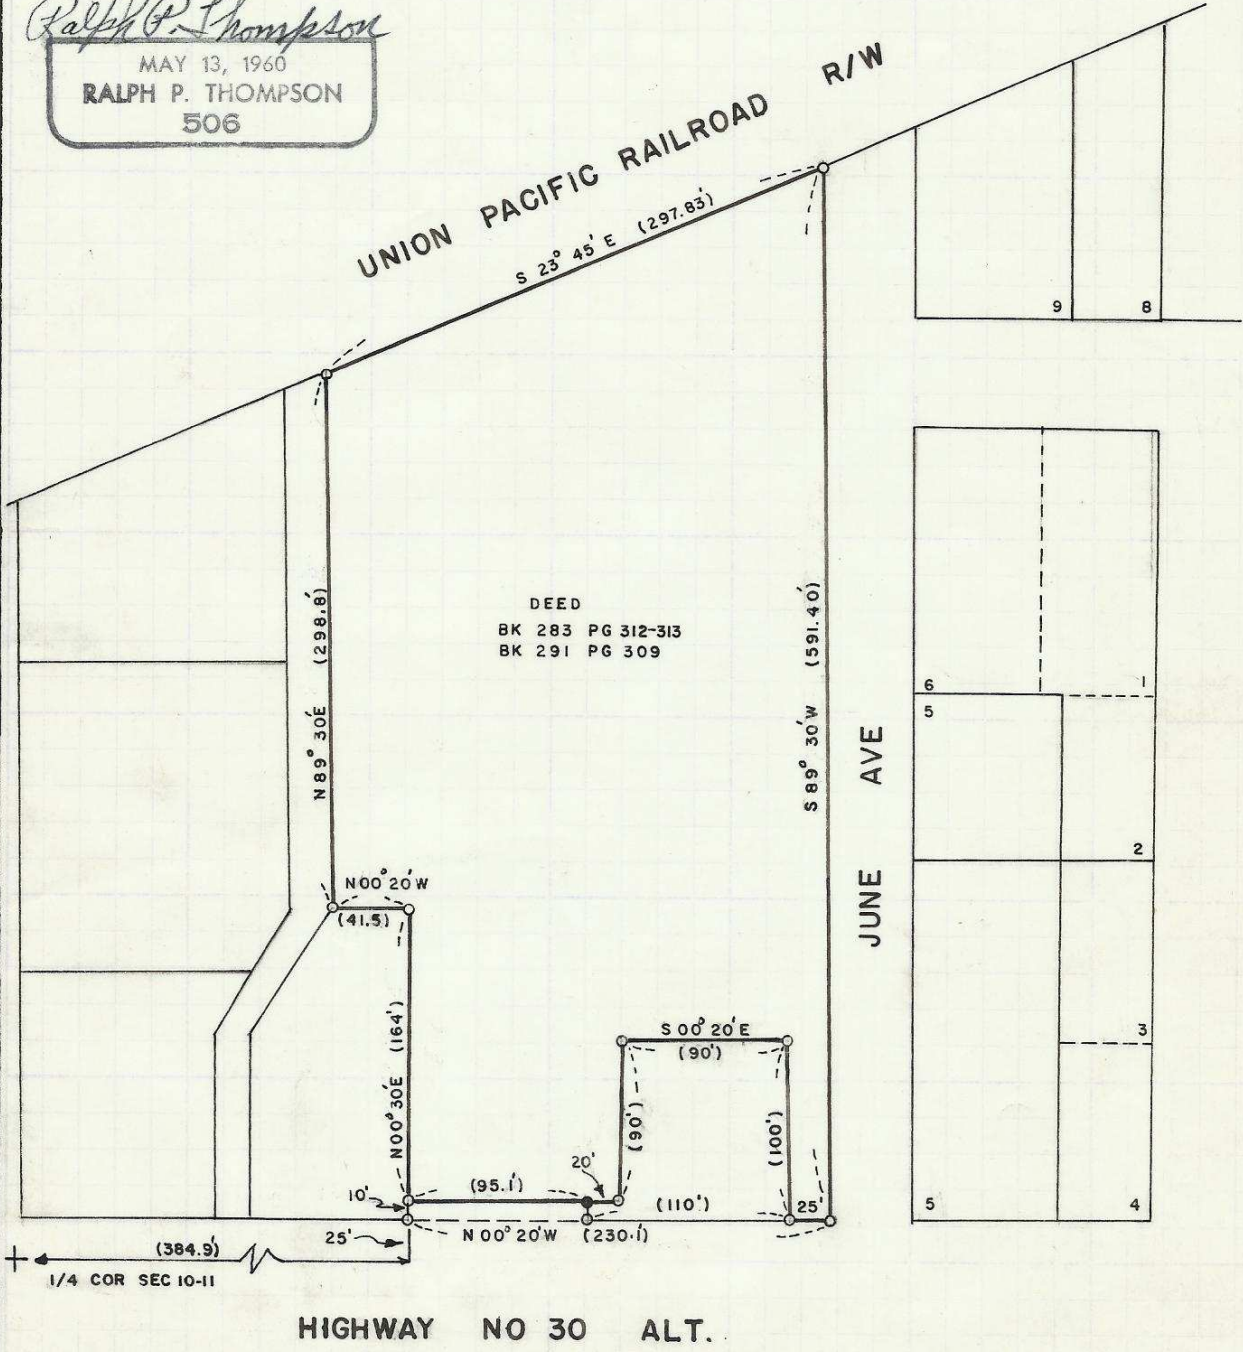 Ralph P. Thompson
MAY 13, 1960
RALPH P. THOMPSON
506
UNION PACIFIC RAILROAD R/W
S 23° 45' E (297.83')
9
8
N 89° 30'E (298.8')
DEED
BK 283 PG 312-313
BK 291 PG 309
S 89° 30'W (591.40')
JUNE AVE
6
1
5
2
N 00° 20'W
(41.5)
N 00° 30'E (164')
S 00° 20'E
(90')
(90')
(100')
3
10'
(95.1')
20'
(110')
25'
5
4
25'
N 00° 20'W (230.1')
(384.9')
1/4 COR SEC 10-11
HIGHWAY NO 30 ALT.